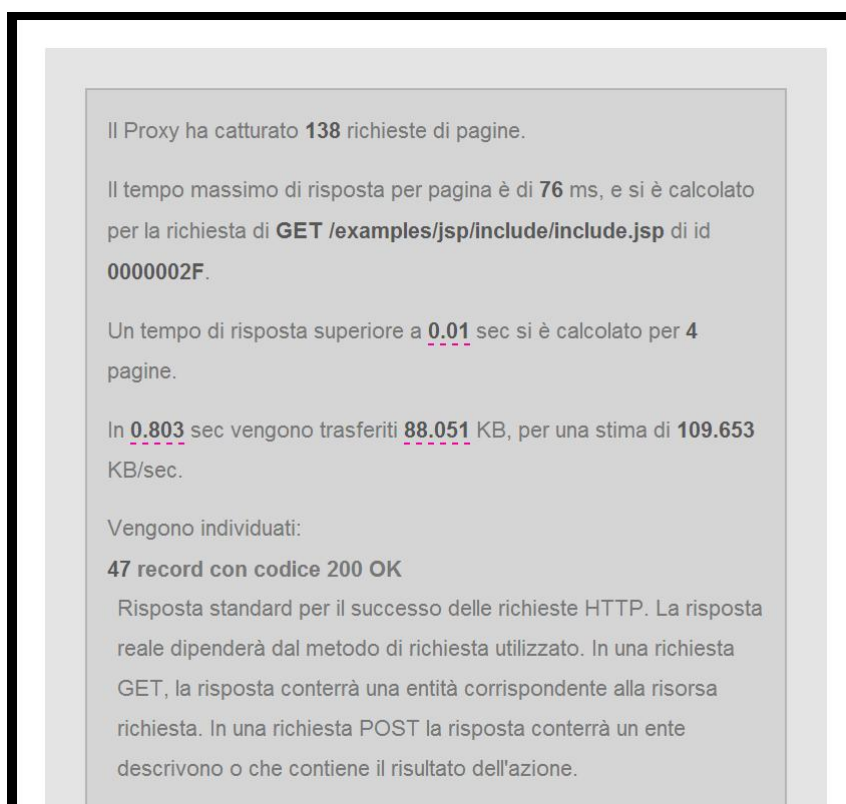 Il Proxy ha catturato 138 richieste di pagine.
Il tempo massimo di risposta per pagina è di 76 ms, e si è calcolato
per la richiesta di GET /examples/jsp/include/include.jsp di id
0000002F.
Un tempo di risposta superiore a 0.01 sec si è calcolato per 4
pagine.
In 0.803 sec vengono trasferiti 88.051 KB, per una stima di 109.653
KB/sec.
Vengono individuati:
47 record con codice 200 OK
Risposta standard per il successo delle richieste HTTP. La risposta
reale dipenderà dal metodo di richiesta utilizzato. In una richiesta
GET, la risposta conterrà una entità corrispondente alla risorsa
richiesta. In una richiesta POST la risposta conterrà un ente
descrivono o che contiene il risultato dell'azione.